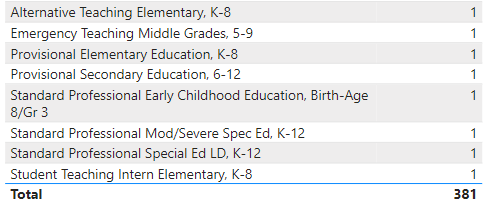 Alternative Teaching Elementary, K-8 1
Emergency Teaching Middle Grades, 5-9 1
Provisional Elementary Education, K-8 1
Provisional Secondary Education, 6-12 1
Standard Professional Early Childhood Education, Birth-Age 1
8/Gr 3
Standard Professional Mod/Severe Spec Ed, K-12 1
Standard Professional Special Ed LD, K-12 1
Student Teaching Intern Elementary, K-8 1
Total 381